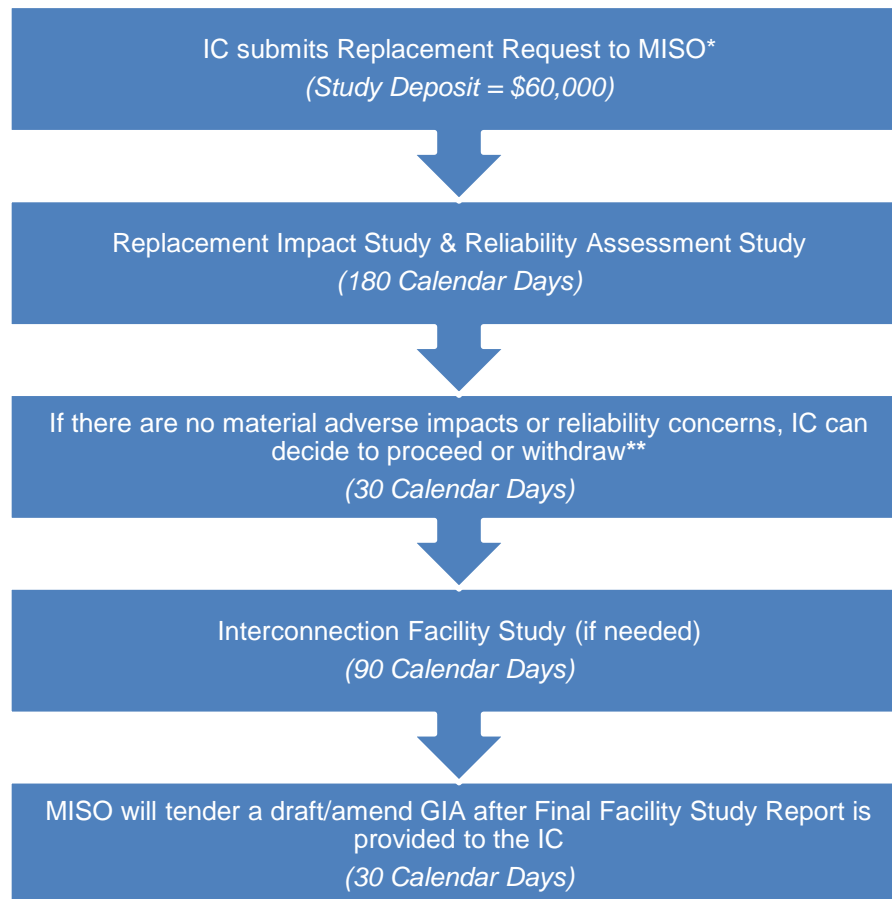 IC submits Replacement Request to MISO*
(Study Deposit = $60,000)
Replacement Impact Study & Reliability Assessment Study
(180 Calendar Days)
If there are no material adverse impacts or reliability concerns, IC can
decide to proceed or withdraw**
(30 Calendar Days)
Interconnection Facility Study (if needed)
(90 Calendar Days)
MISO will tender a draft/amend GIA after Final Facility Study Report is
provided to the IC
(30 Calendar Days)